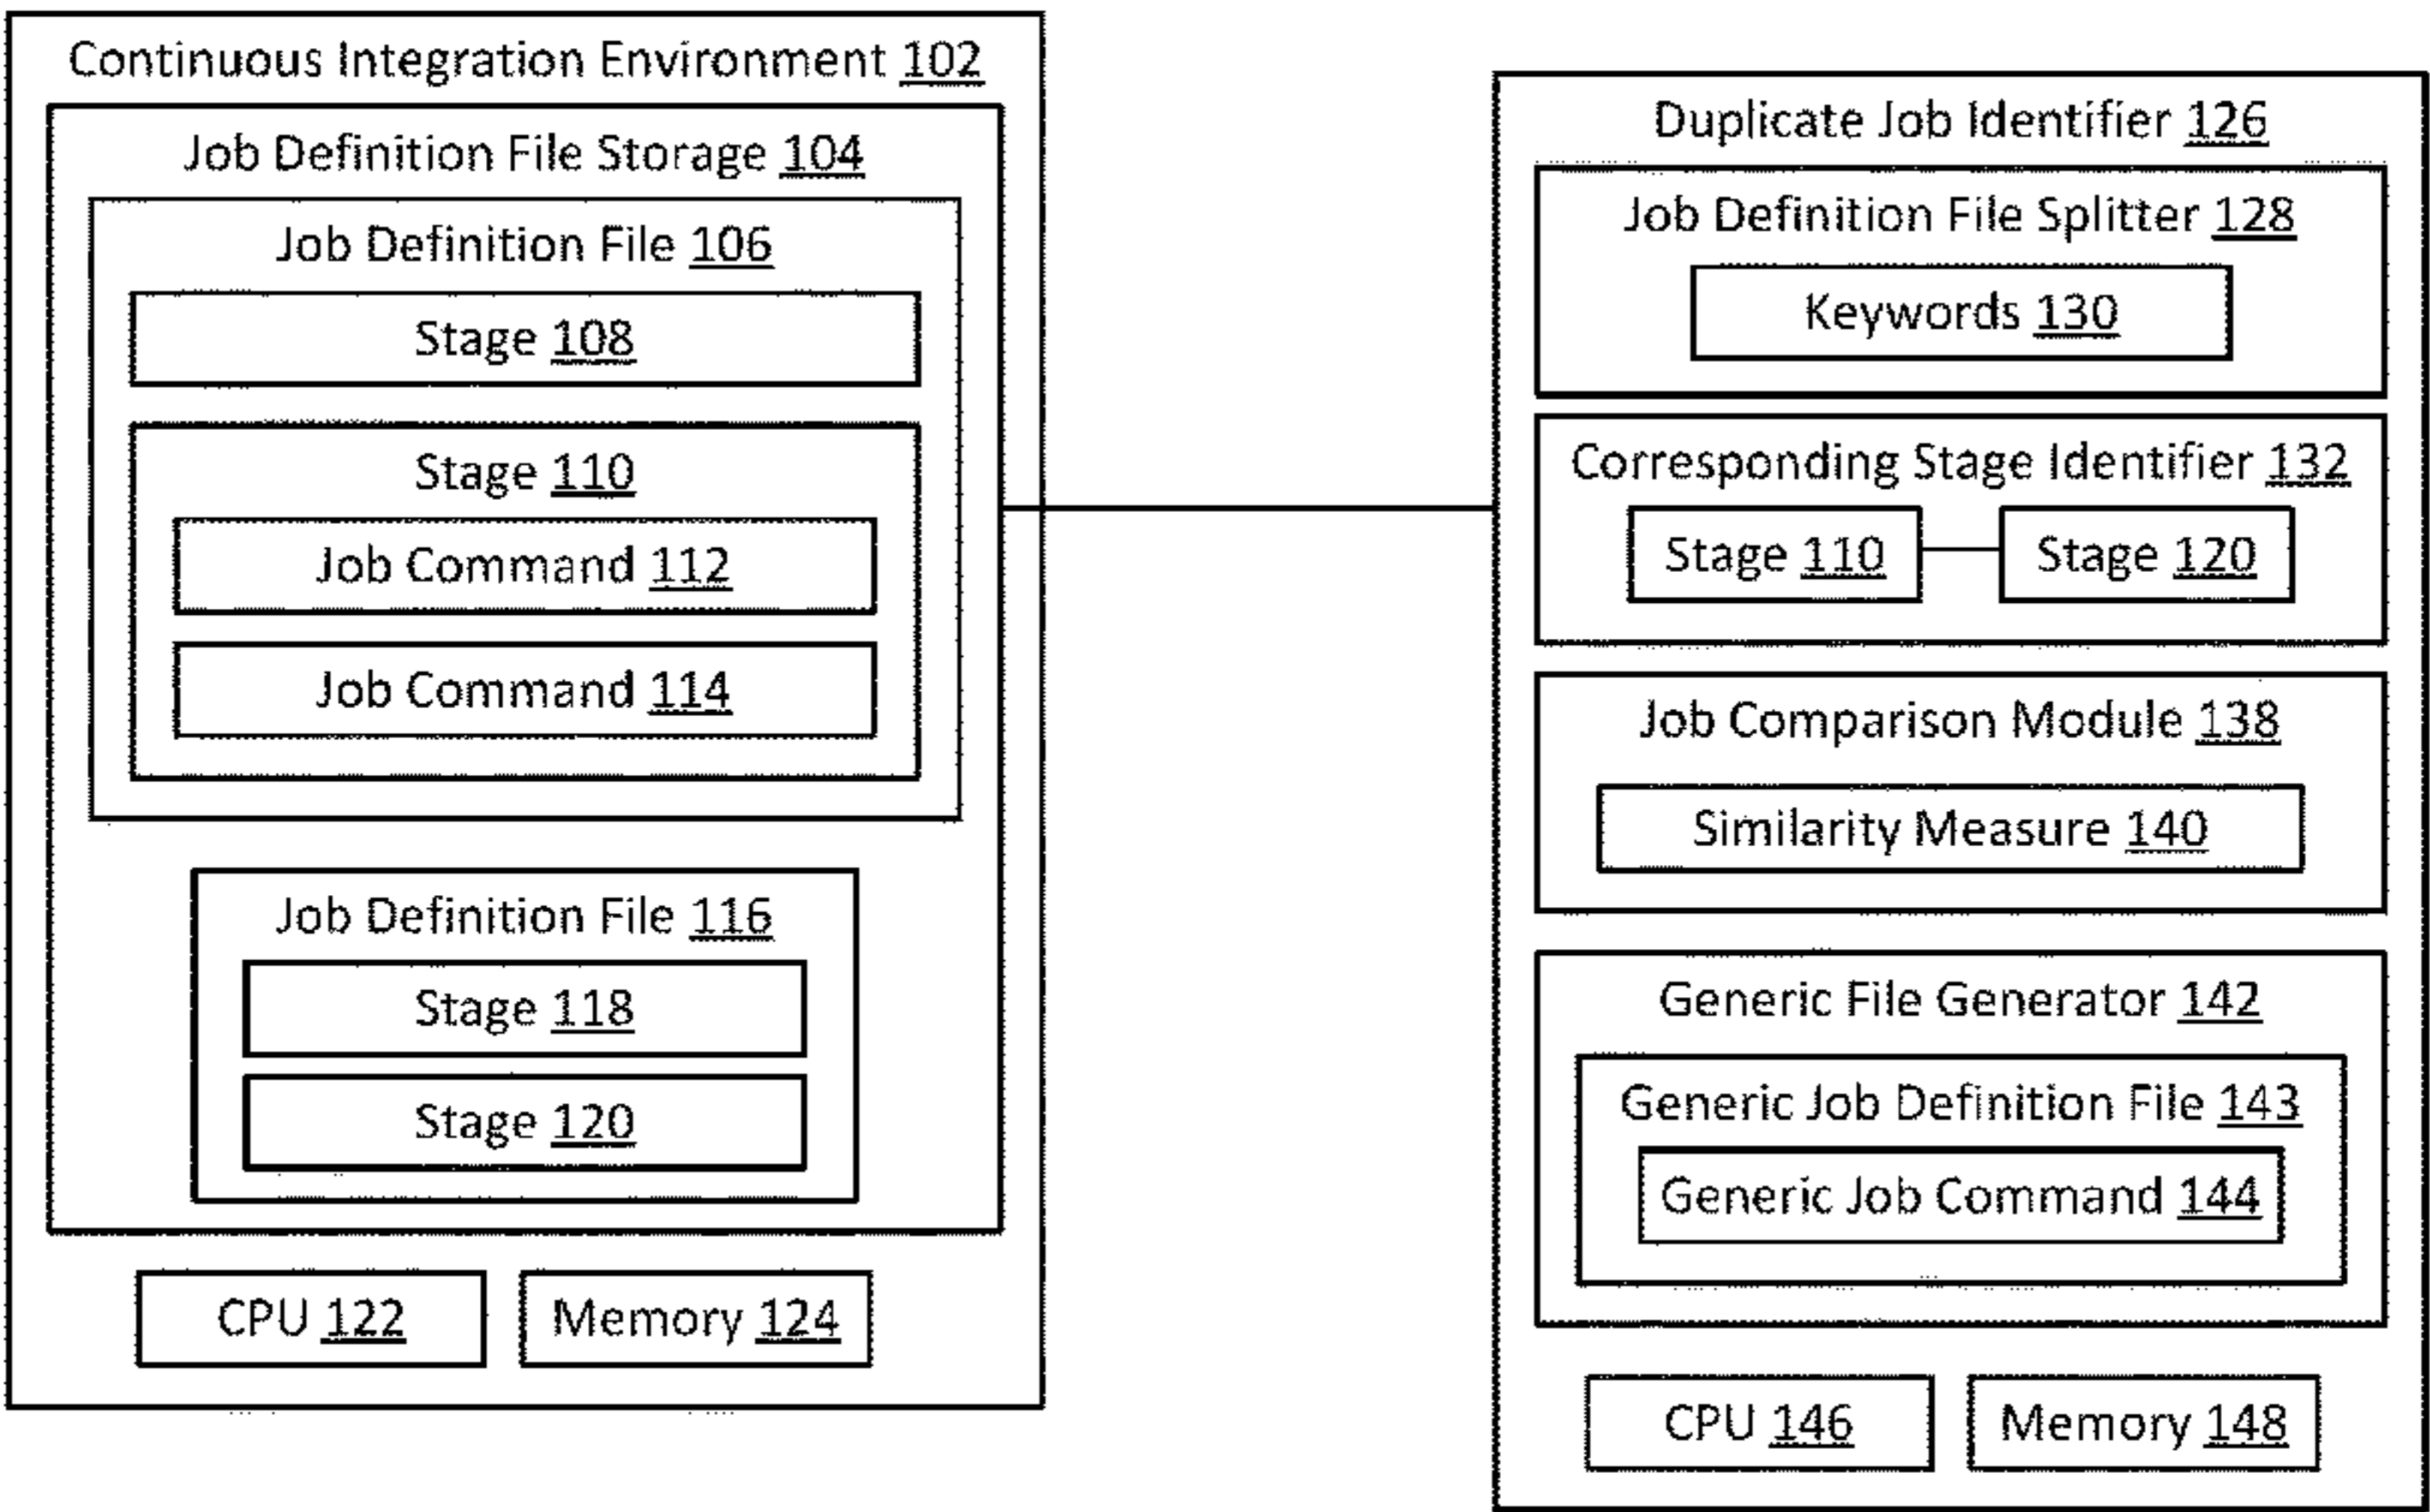 Continuous Integration Environment 102
Job Definition File Storage 104
Job Definition File 106
Stage 108
Stage 110
Job Command 112
Job Command 114
Job Definition File 116
Stage 118
Stage 120
CPU 122
Memory 124
Duplicate Job Identifier 126
Job Definition File Splitter 128
Keywords 130
Corresponding Stage Identifier 132
Stage 110
Stage 120
Job Comparison Module 138
Similarity Measure 140
Generic File Generator 142
Generic Job Definition File 143
Generic Job Command 144
CPU 146
Memory 148